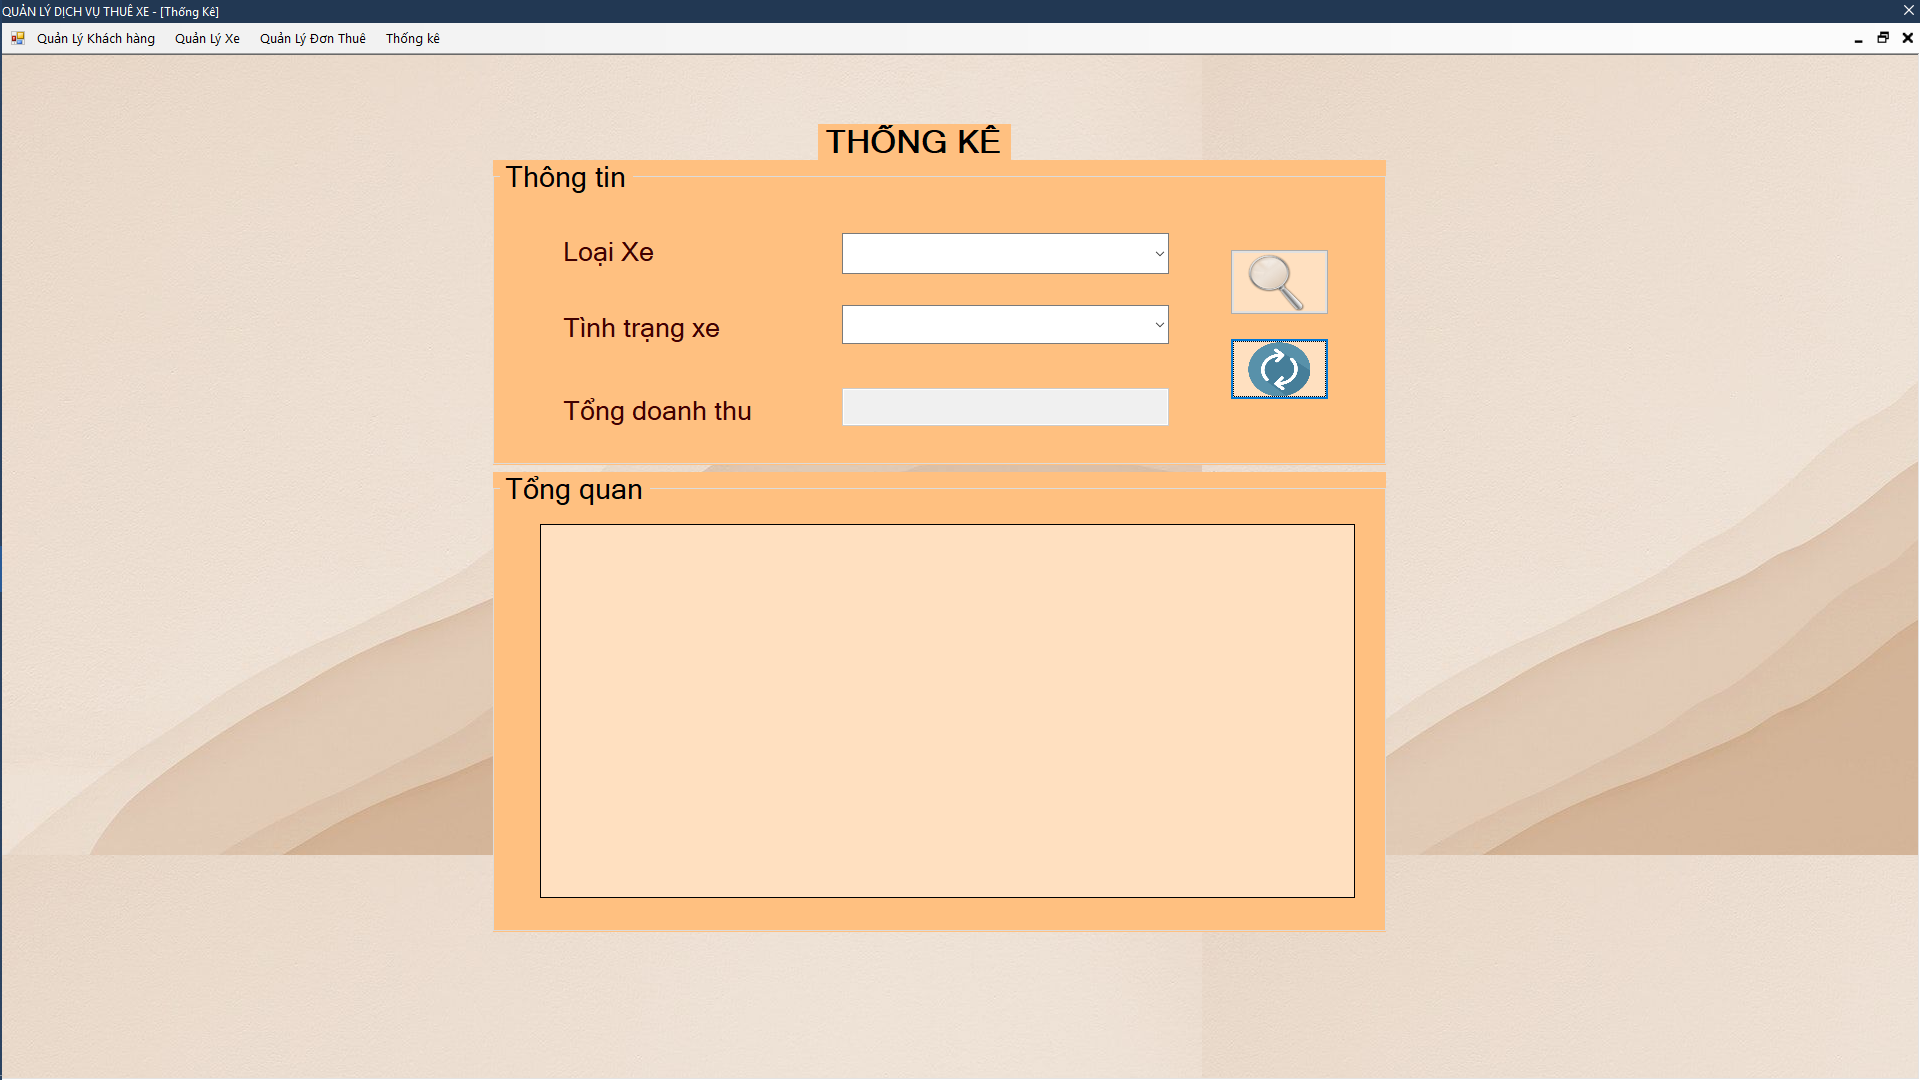 QUẢN LÝ DỊCH VỤ THUÊ XE - [Thống Kê]
Quản Lý Khách hàng Quản Lý Xe Quản Lý Đơn Thuê Thống kê
THỐNG KÊ
Thông tin
Loại Xe
Tình trạng xe
Tổng doanh thu
Tổng quan